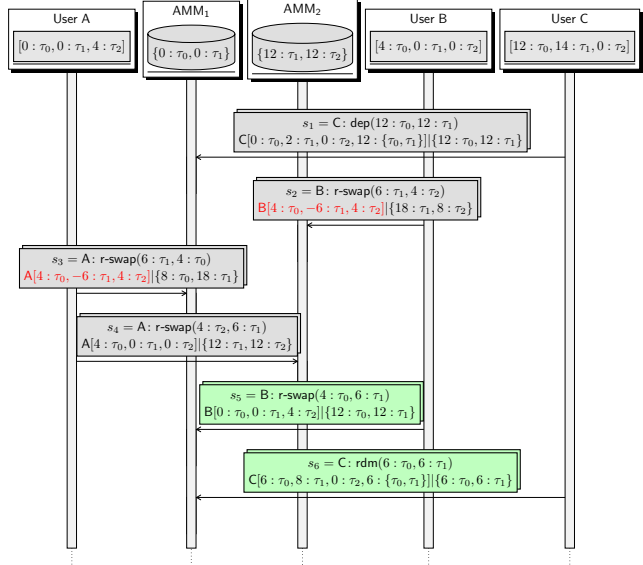 User A
AMM₁
AMM₂
User B
User C
[0 : τ₀, 0 : τ₁, 4 : τ₂]
{0 : τ₀, 0 : τ₁}
{12 : τ₁, 12 : τ₂}
[4 : τ₀, 0 : τ₁, 0 : τ₂]
[12 : τ₀, 14 : τ₁, 0 : τ₂]
s₁ = C: dep(12 : τ₀, 12 : τ₁)
C[0 : τ₀, 2 : τ₁, 0 : τ₂, 12 : {τ₀, τ₁}]|{12 : τ₀, 12 : τ₁}
s₂ = B: r-swap(6 : τ₁, 4 : τ₂)
B[4 : τ₀, −6 : τ₁, 4 : τ₂]|{18 : τ₁, 8 : τ₂}
s₃ = A: r-swap(6 : τ₁, 4 : τ₀)
A[4 : τ₀, −6 : τ₁, 4 : τ₂]|{8 : τ₀, 18 : τ₁}
s₄ = A: r-swap(4 : τ₂, 6 : τ₁)
A[4 : τ₀, 0 : τ₁, 0 : τ₂]|{12 : τ₁, 12 : τ₂}
s₅ = B: r-swap(4 : τ₀, 6 : τ₁)
B[0 : τ₀, 0 : τ₁, 4 : τ₂]|{12 : τ₀, 12 : τ₁}
s₆ = C: rdm(6 : τ₀, 6 : τ₁)
C[6 : τ₀, 8 : τ₁, 0 : τ₂, 6 : {τ₀, τ₁}]|{6 : τ₀, 6 : τ₁}